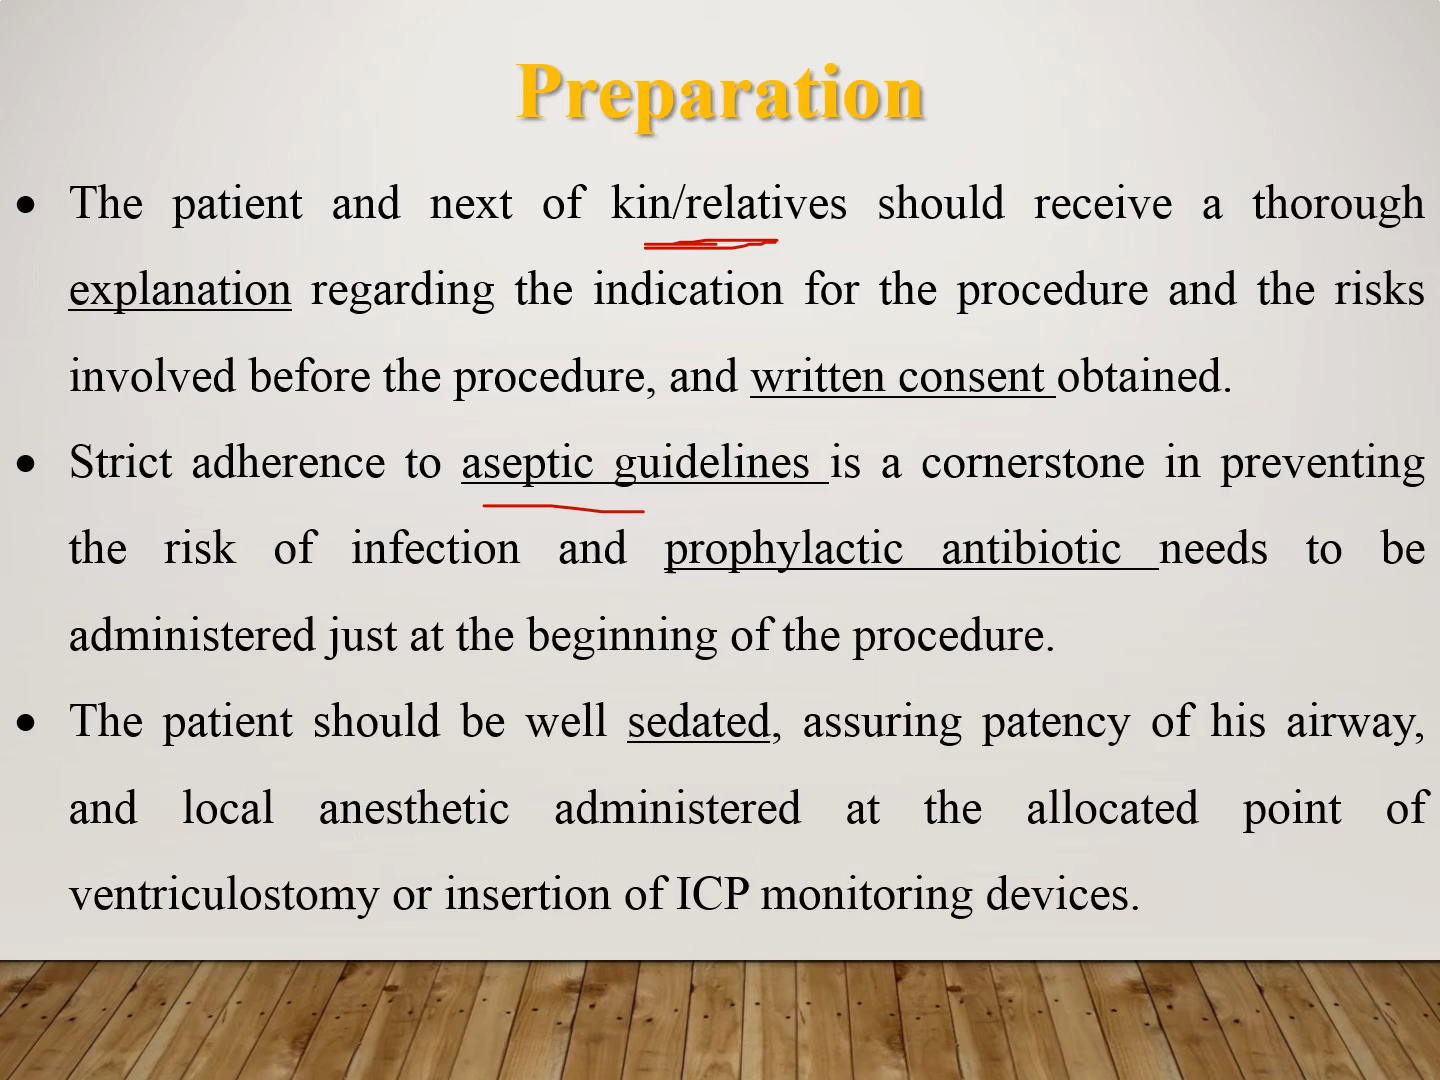 Preparation
• The patient and next of kin/relatives should receive a thorough
explanation regarding the indication for the procedure and the risks
involved before the procedure, and written consent obtained.
• Strict adherence to aseptic guidelines is a cornerstone in preventing
the risk of infection and prophylactic antibiotic needs to be
administered just at the beginning of the procedure.
• The patient should be well sedated, assuring patency of his airway,
and local anesthetic administered at the allocated point of
ventriculostomy or insertion of ICP monitoring devices.